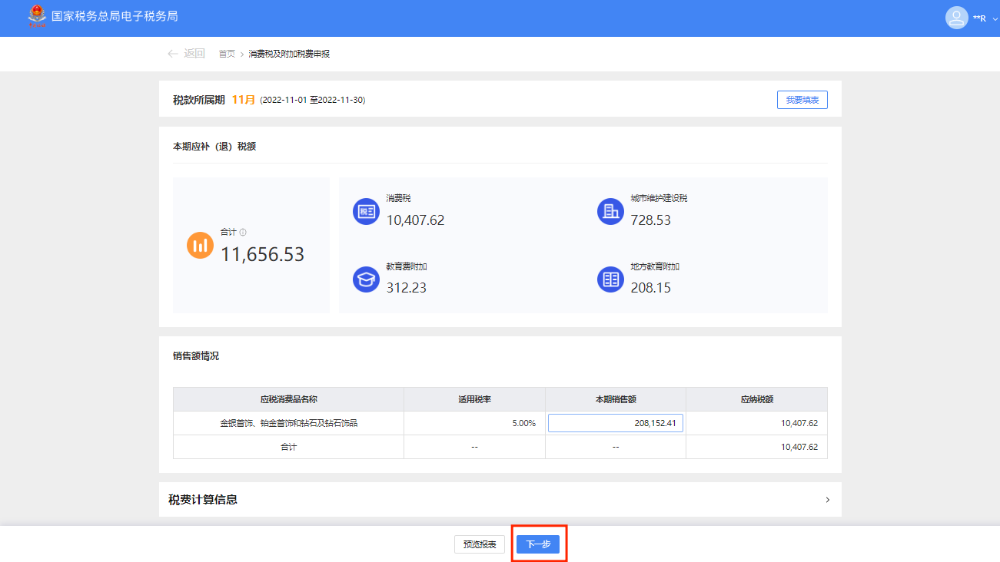 国家税务总局电子税务局
**R
返回 首页 > 消费税及附加税费申报
税款所属期 11月 (2022-11-01 至2022-11-30) 我要填表
本期应补（退）税额
合计
11,656.53
消费税
10,407.62
城市维护建设税
728.53
教育费附加
312.23
地方教育附加
208.15
销售额情况
应税消费品名称 适用税率 本期销售额 应纳税额
金银首饰、铂金首饰和钻石及钻石饰品 5.00% 208,152.41 10,407.62
合计 -- -- 10,407.62
税费计算信息
预览报表 下一步